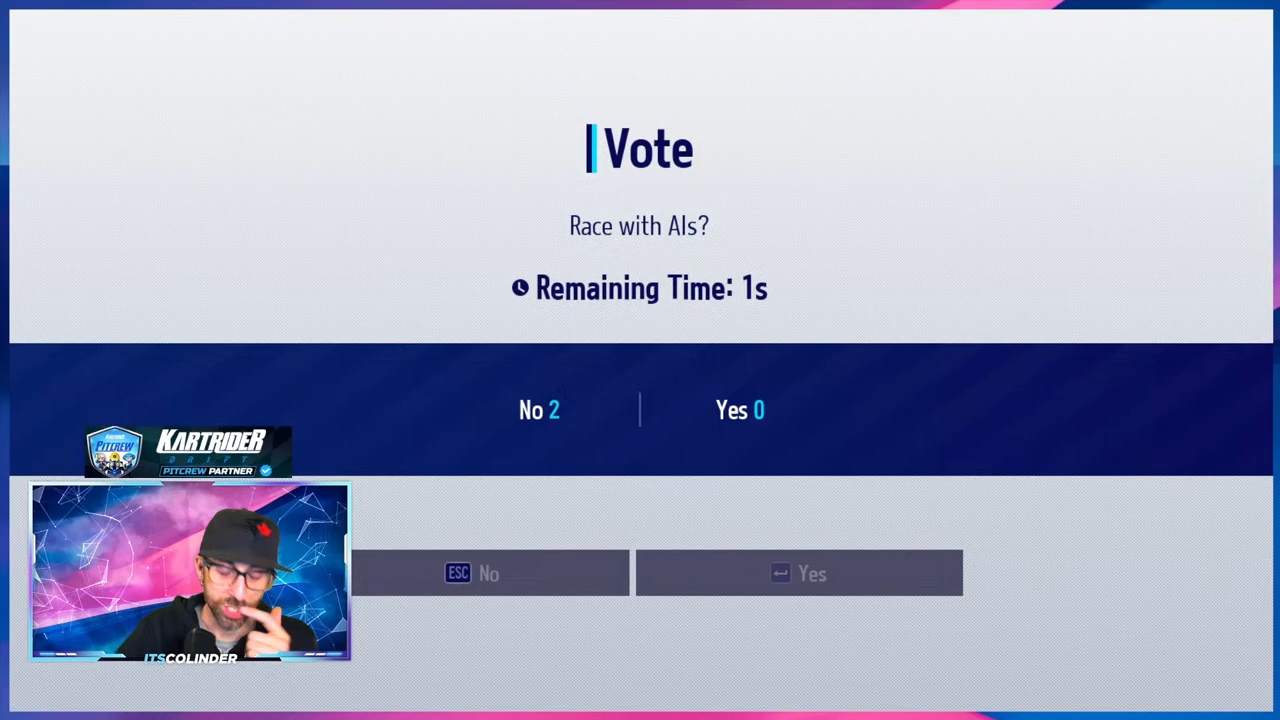 Vote
Race with AIs?
Remaining Time: 1s
No 2
Yes 0
PITCREW
KARTRIDER
DRIFT
PITCREW PARTNER
ESC No
Yes
ITSCOLINDER